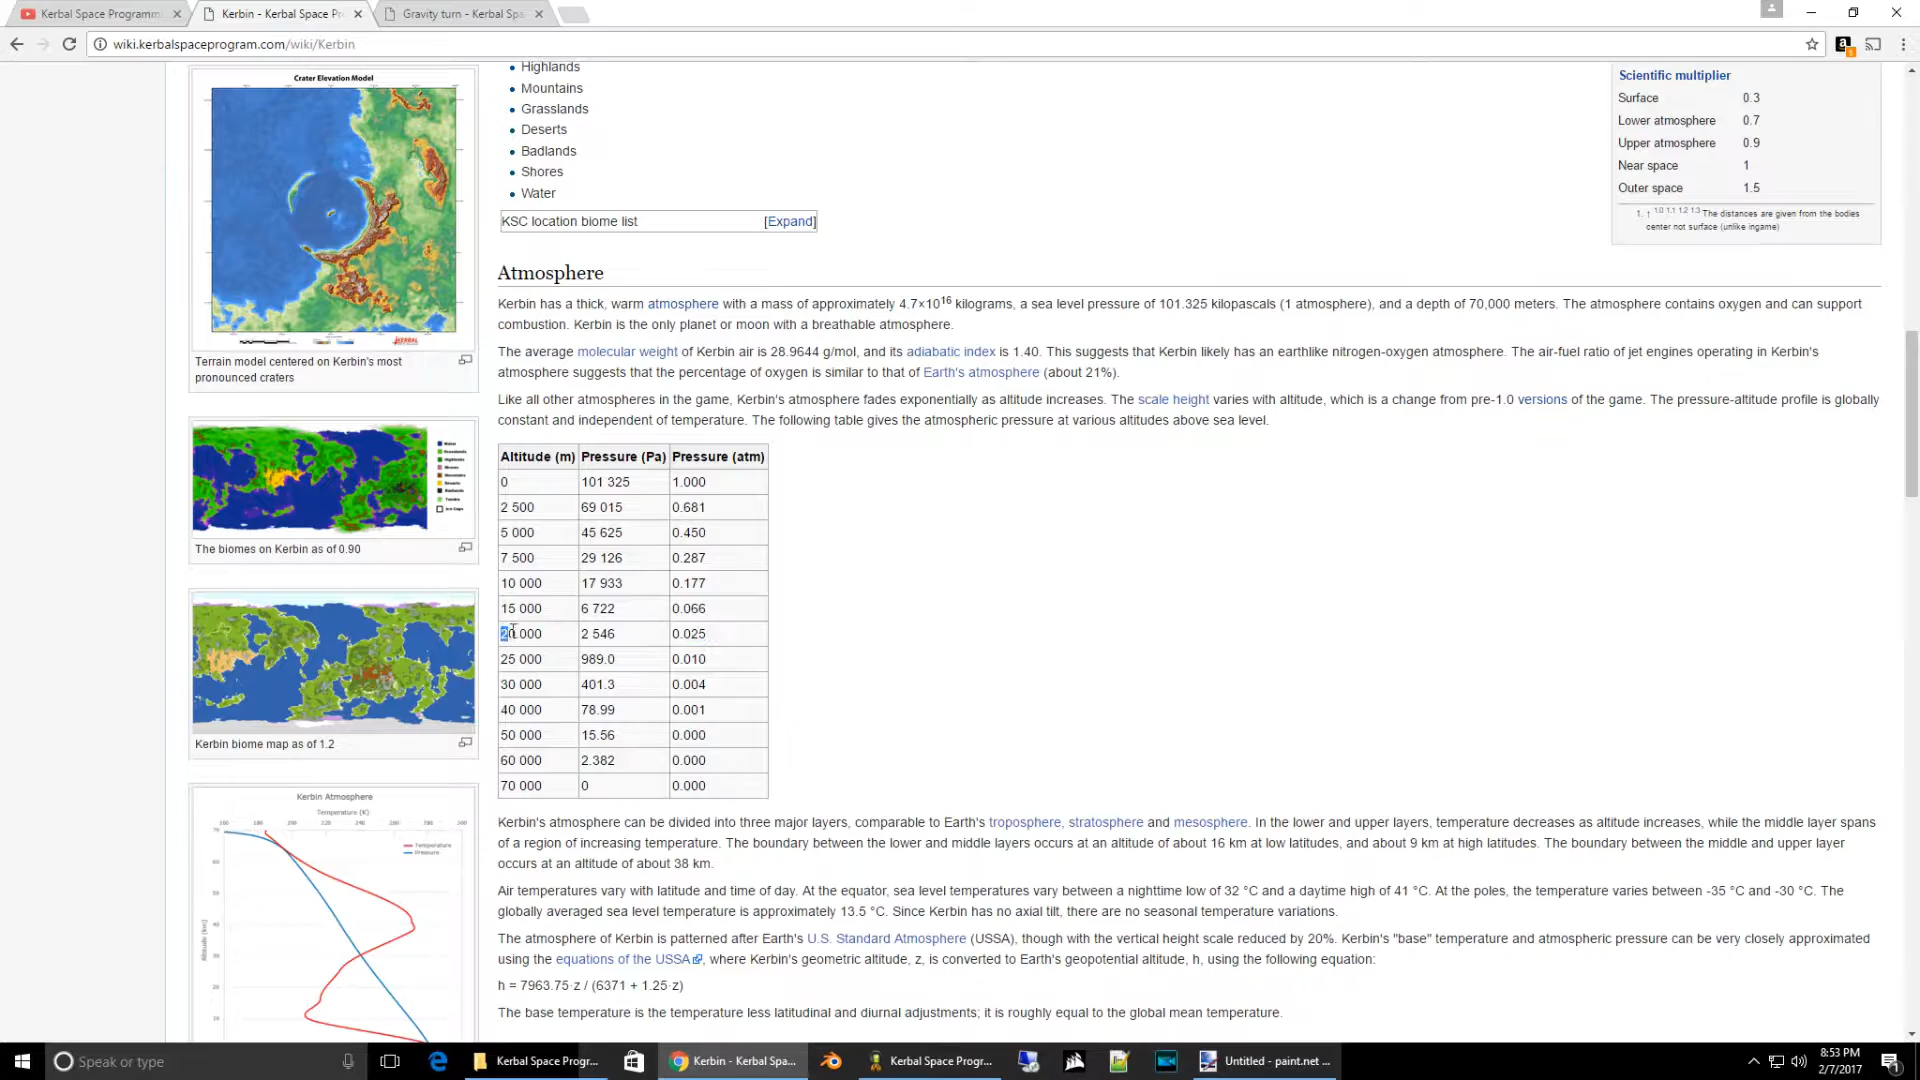 Kerbal Space Programm
Kerbin - Kerbal Space Pr
Gravity turn - Kerbal Spa
wiki.kerbalspaceprogram.com/wiki/Kerbin
Crater Elevation Model
Terrain model centered on Kerbin's most
pronounced craters
The biomes on Kerbin as of 0.90
Kerbin biome map as of 1.2
Kerbin Atmosphere
Temperature (K)
Temperature
Pressure
Altitude (km)
Highlands
Mountains
Grasslands
Deserts
Badlands
Shores
Water
KSC location biome list [Expand]
Scientific multiplier
Surface 0.3
Lower atmosphere 0.7
Upper atmosphere 0.9
Near space 1
Outer space 1.5
1. ↑ 1.0 1.1 1.2 1.3 The distances are given from the bodies
center not surface (unlike ingame)
Atmosphere
Kerbin has a thick, warm atmosphere with a mass of approximately 4.7×10¹⁶ kilograms, a sea level pressure of 101.325 kilopascals (1 atmosphere), and a depth of 70,000 meters. The atmosphere contains oxygen and can support
combustion. Kerbin is the only planet or moon with a breathable atmosphere.
The average molecular weight of Kerbin air is 28.9644 g/mol, and its adiabatic index is 1.40. This suggests that Kerbin likely has an earthlike nitrogen-oxygen atmosphere. The air-fuel ratio of jet engines operating in Kerbin's
atmosphere suggests that the percentage of oxygen is similar to that of Earth's atmosphere (about 21%).
Like all other atmospheres in the game, Kerbin's atmosphere fades exponentially as altitude increases. The scale height varies with altitude, which is a change from pre-1.0 versions of the game. The pressure-altitude profile is globally
constant and independent of temperature. The following table gives the atmospheric pressure at various altitudes above sea level.
Altitude (m) Pressure (Pa) Pressure (atm)
0 101 325 1.000
2 500 69 015 0.681
5 000 45 625 0.450
7 500 29 126 0.287
10 000 17 933 0.177
15 000 6 722 0.066
20 000 2 546 0.025
25 000 989.0 0.010
30 000 401.3 0.004
40 000 78.99 0.001
50 000 15.56 0.000
60 000 2.382 0.000
70 000 0 0.000
Kerbin's atmosphere can be divided into three major layers, comparable to Earth's troposphere, stratosphere and mesosphere. In the lower and upper layers, temperature decreases as altitude increases, while the middle layer spans
of a region of increasing temperature. The boundary between the lower and middle layers occurs at an altitude of about 16 km at low latitudes, and about 9 km at high latitudes. The boundary between the middle and upper layer
occurs at an altitude of about 38 km.
Air temperatures vary with latitude and time of day. At the equator, sea level temperatures vary between a nighttime low of 32 °C and a daytime high of 41 °C. At the poles, the temperature varies between -35 °C and -30 °C. The
globally averaged sea level temperature is approximately 13.5 °C. Since Kerbin has no axial tilt, there are no seasonal temperature variations.
The atmosphere of Kerbin is patterned after Earth's U.S. Standard Atmosphere (USSA), though with the vertical height scale reduced by 20%. Kerbin's "base" temperature and atmospheric pressure can be very closely approximated
using the equations of the USSA, where Kerbin's geometric altitude, z, is converted to Earth's geopotential altitude, h, using the following equation:
h = 7963.75·z / (6371 + 1.25·z)
The base temperature is the temperature less latitudinal and diurnal adjustments; it is roughly equal to the global mean temperature.
Speak or type
Kerbal Space Progr...
Kerbin - Kerbal Spa...
Kerbal Space Progr...
Untitled - paint.net ...
8:53 PM
2/7/2017